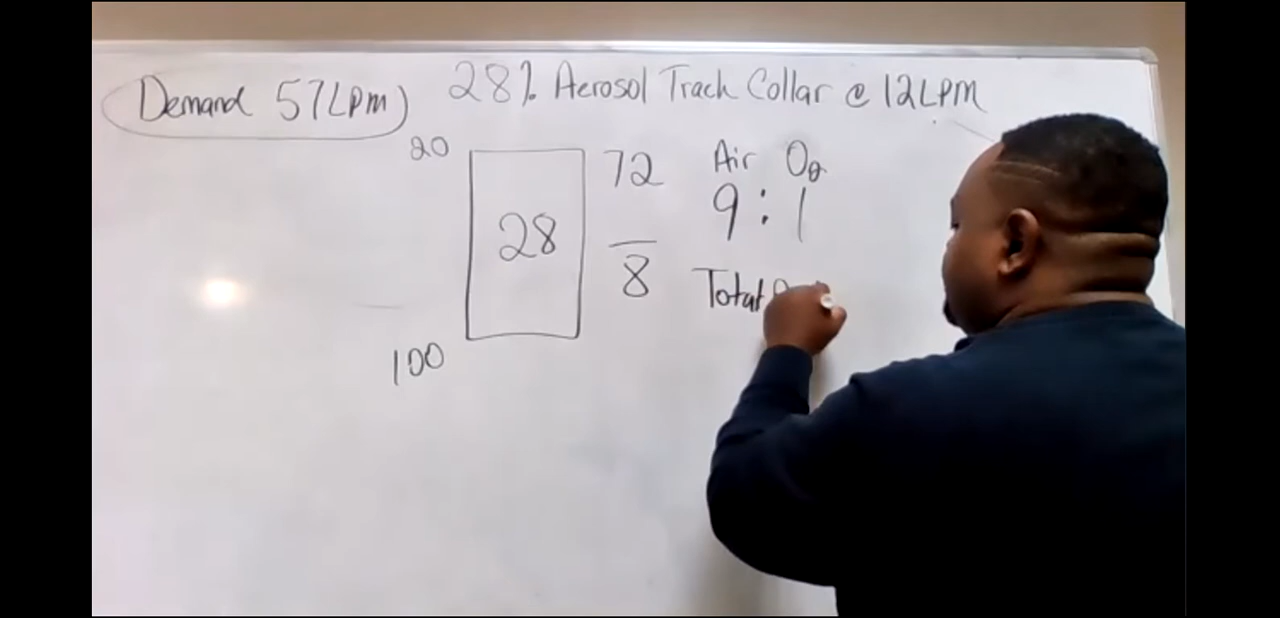 Demand 57Lpm
28% Aerosol Trach Collar @ 12LPM
20
72
Air O2
28
9 : 1
8
Total
100